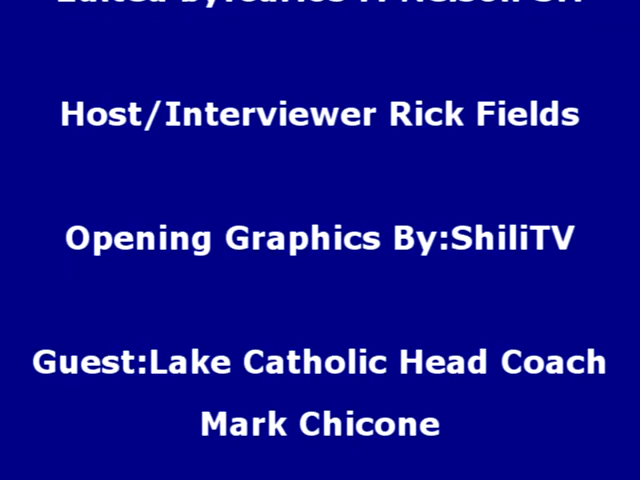 Host/Interviewer Rick Fields
Opening Graphics By:ShiliTV
Guest:Lake Catholic Head Coach
Mark Chicone